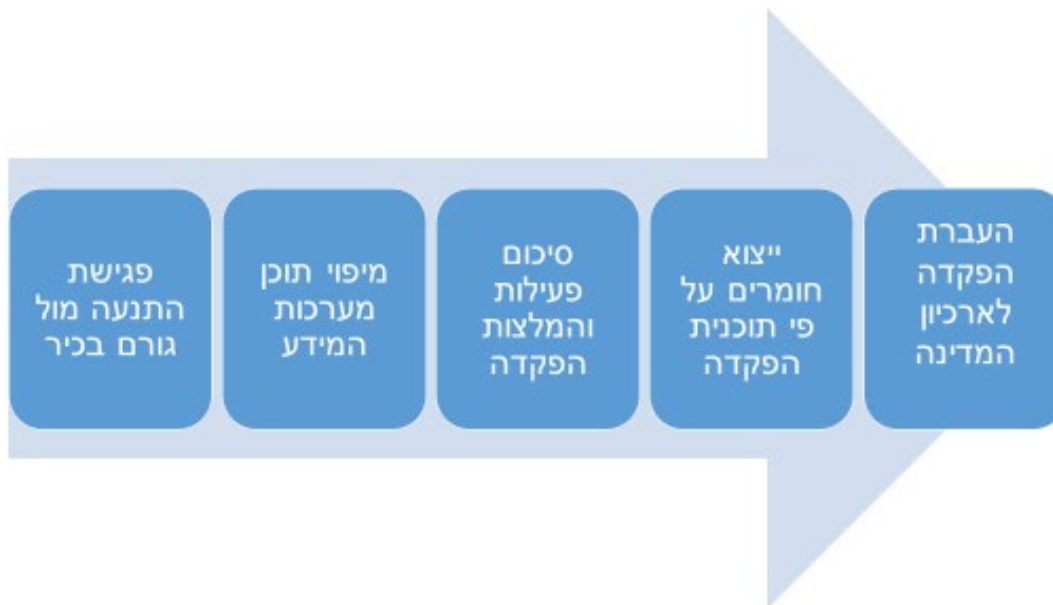 פגישת
התנעה מול
גורם בכיר
מיפוי תוכן
מערכות
המידע
סיכום
פעילות
והמלצות
הפקדה
ייצוא
חומרים על
פי תוכנית
הפקדה
העברת
הפקדה
לארכיון
המדינה